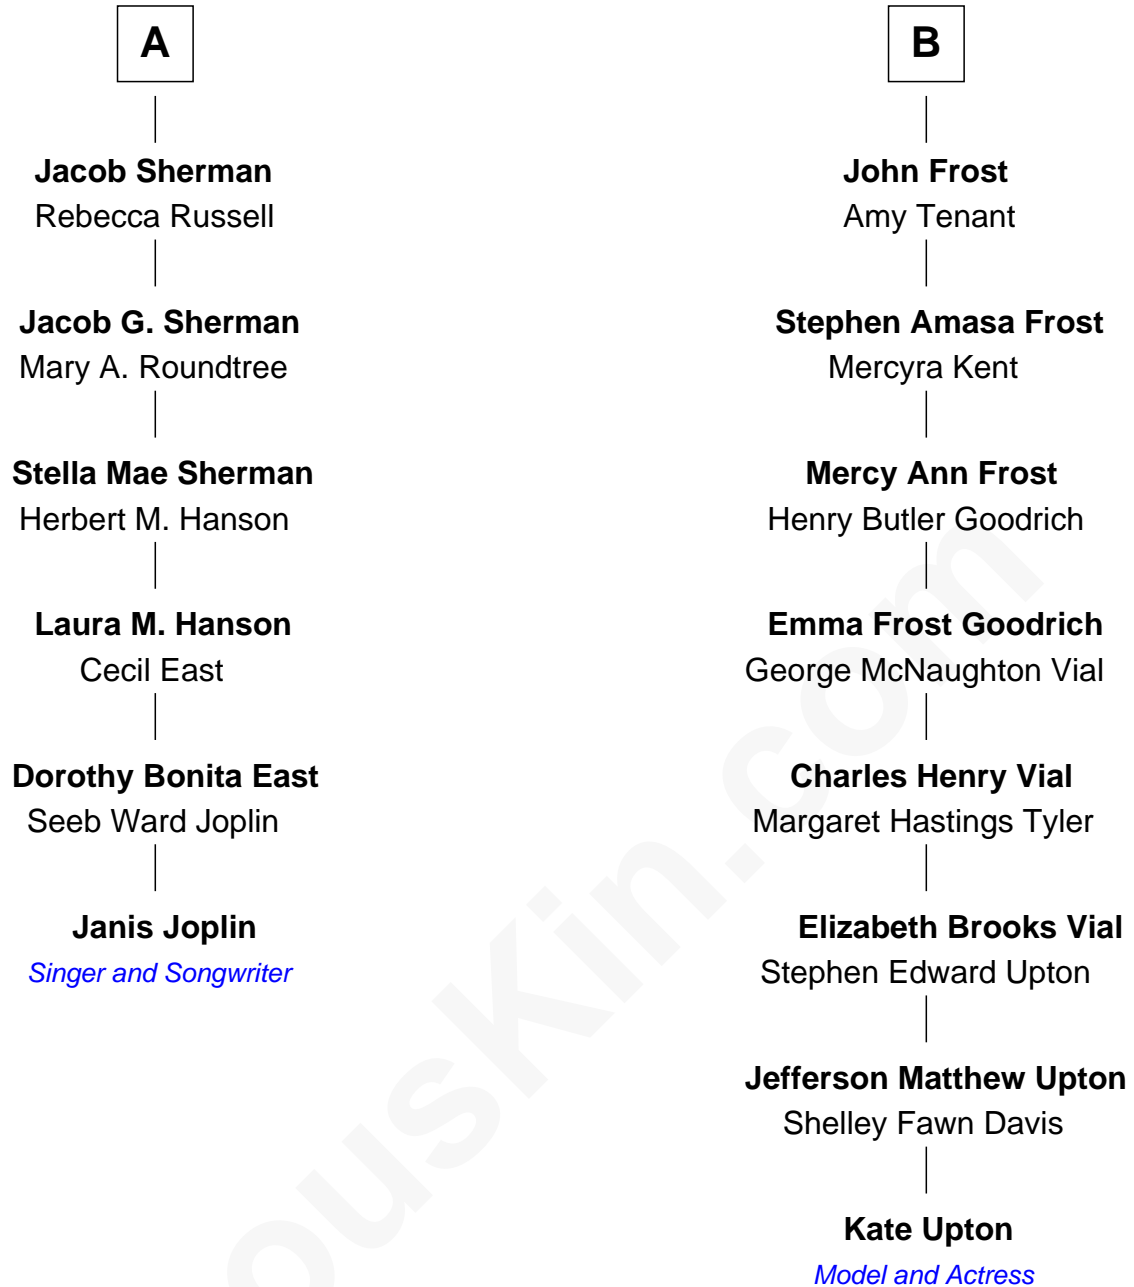 A
Jacob Sherman
Rebecca Russell
Jacob G. Sherman
Mary A. Roundtree
Stella Mae Sherman
Herbert M. Hanson
Laura M. Hanson
Cecil East
Dorothy Bonita East
Seeb Ward Joplin
Janis Joplin
Singer and Songwriter
B
John Frost
Amy Tenant
Stephen Amasa Frost
Mercyra Kent
Mercy Ann Frost
Henry Butler Goodrich
Emma Frost Goodrich
George McNaughton Vial
Charles Henry Vial
Margaret Hastings Tyler
Elizabeth Brooks Vial
Stephen Edward Upton
Jefferson Matthew Upton
Shelley Fawn Davis
Kate Upton
Model and Actress
ousKin.com